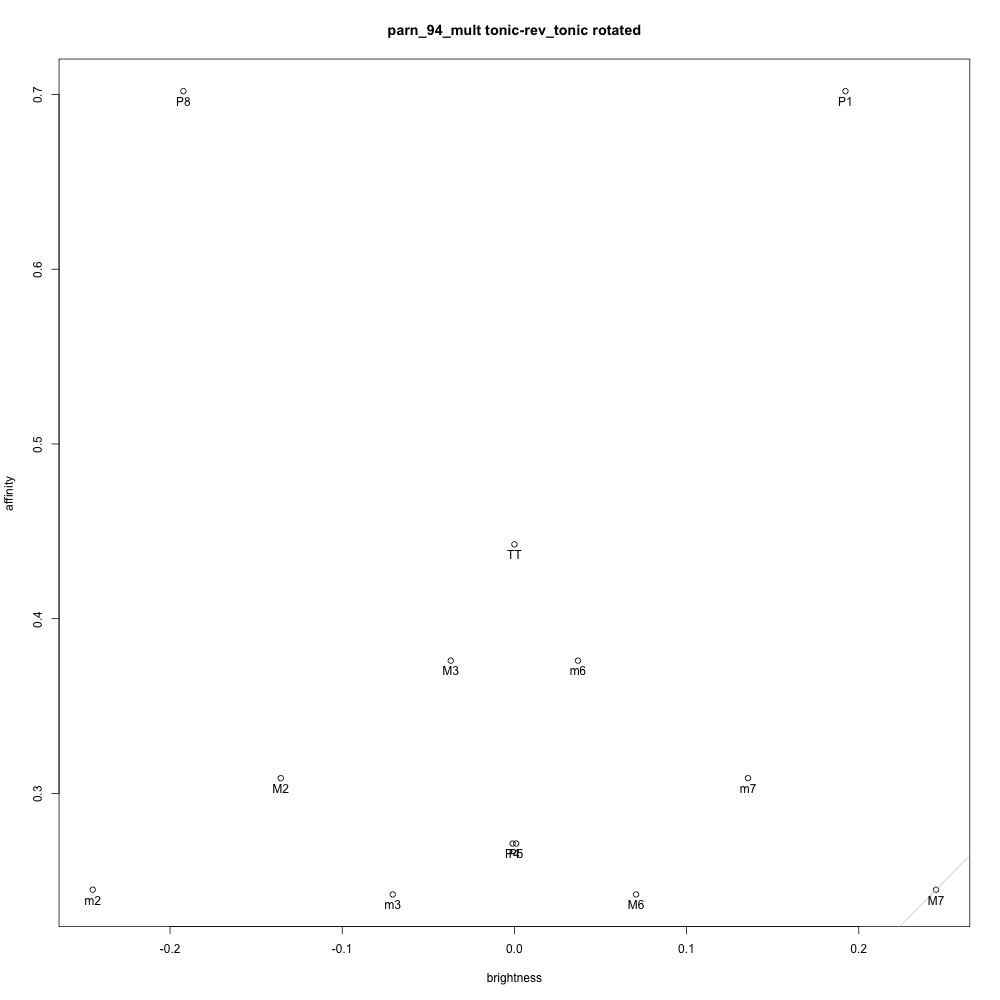 parn_94_mult tonic-rev_tonic rotated
0.7
P8
P1
0.6
0.5
affinity
TT
0.4
M3
m6
0.3
M2
m7
m2
m3
M6
M7
-0.2
-0.1
0.0
0.1
0.2
brightness